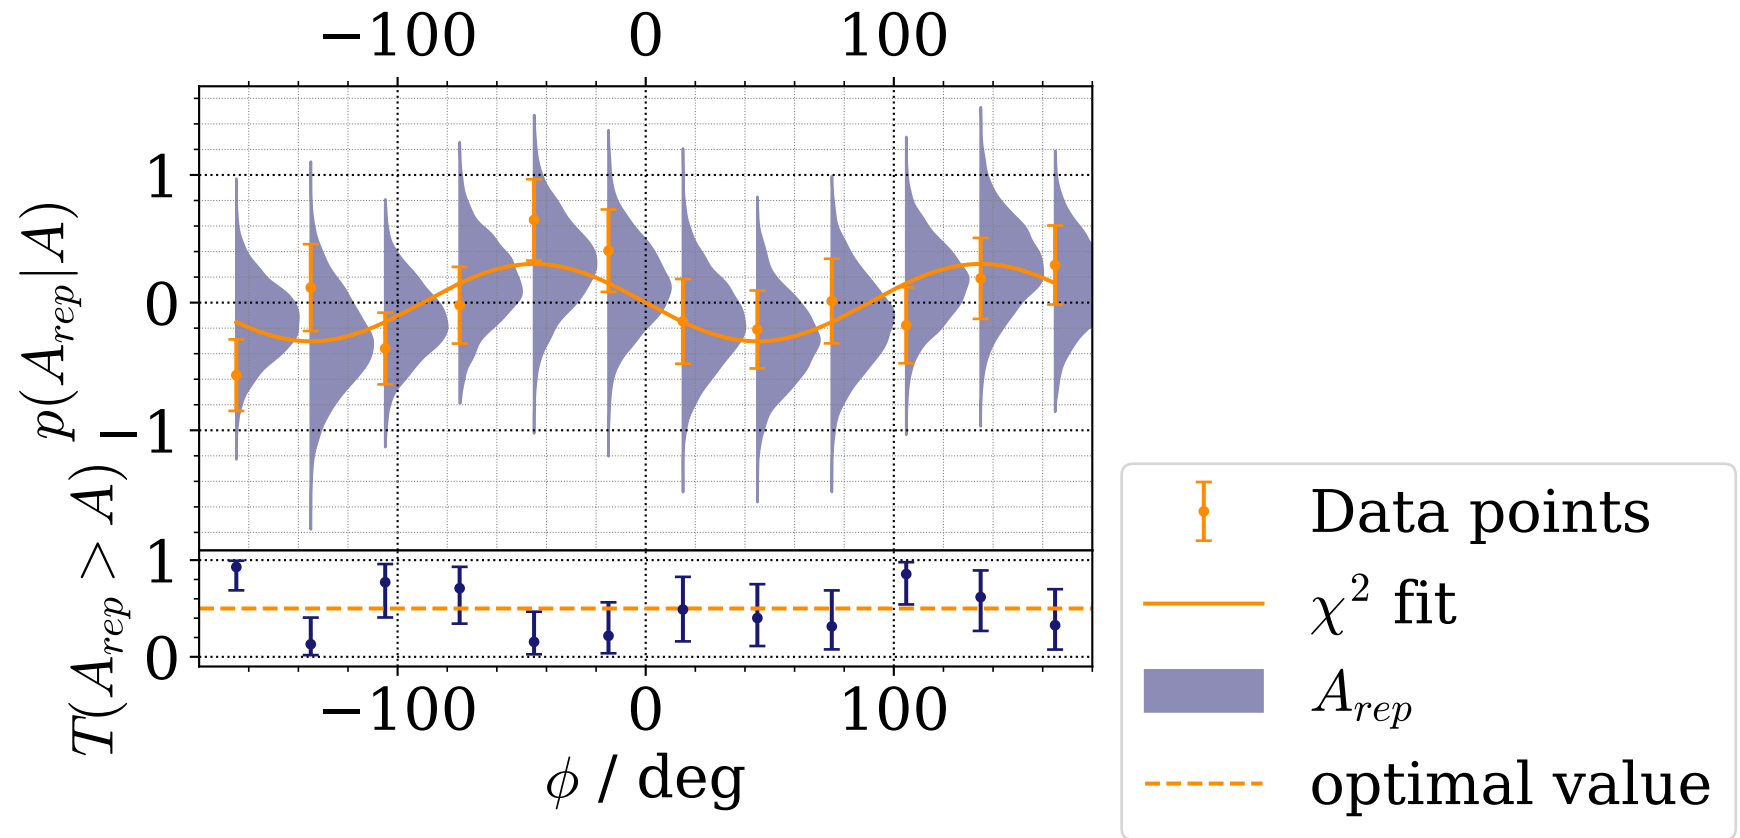 −100 0 100
p(A_rep|A)
1
0
−1
T(A_rep > A)
1
0
−100 0 100
ϕ / deg
Data points
χ² fit
A_rep
optimal value